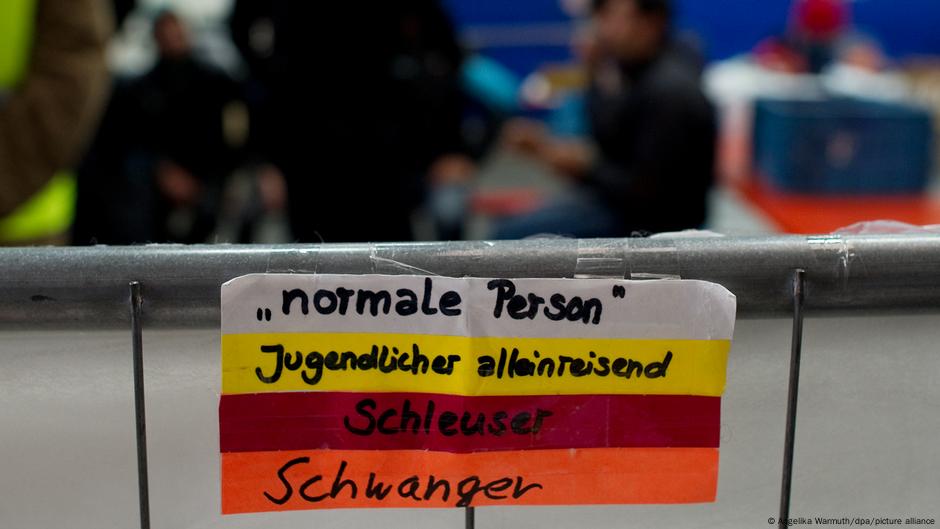 „normale Person"
Jugendlicher alleinreisend
Schleuser
Schwanger
© Angelika Warmuth/dpa/picture alliance